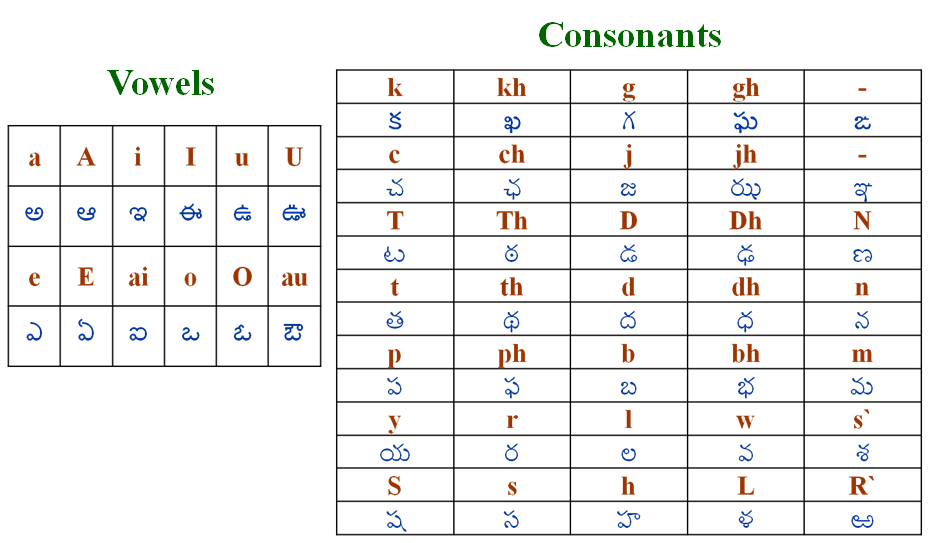 Vowels
a A i I u U
అ ఆ ఇ ఈ ఉ ఊ
e E ai o O au
ఎ ఏ ఐ ఒ ఓ ఔ
Consonants
k kh g gh -
క ఖ గ ఘ ఙ
c ch j jh -
చ ఛ జ ఝ ఞ
T Th D Dh N
ట ఠ డ ఢ ణ
t th d dh n
త థ ద ధ న
p ph b bh m
ప ఫ బ భ మ
y r l w s`
య ర ల వ శ
S s h L R`
ష స హ ళ ఱ